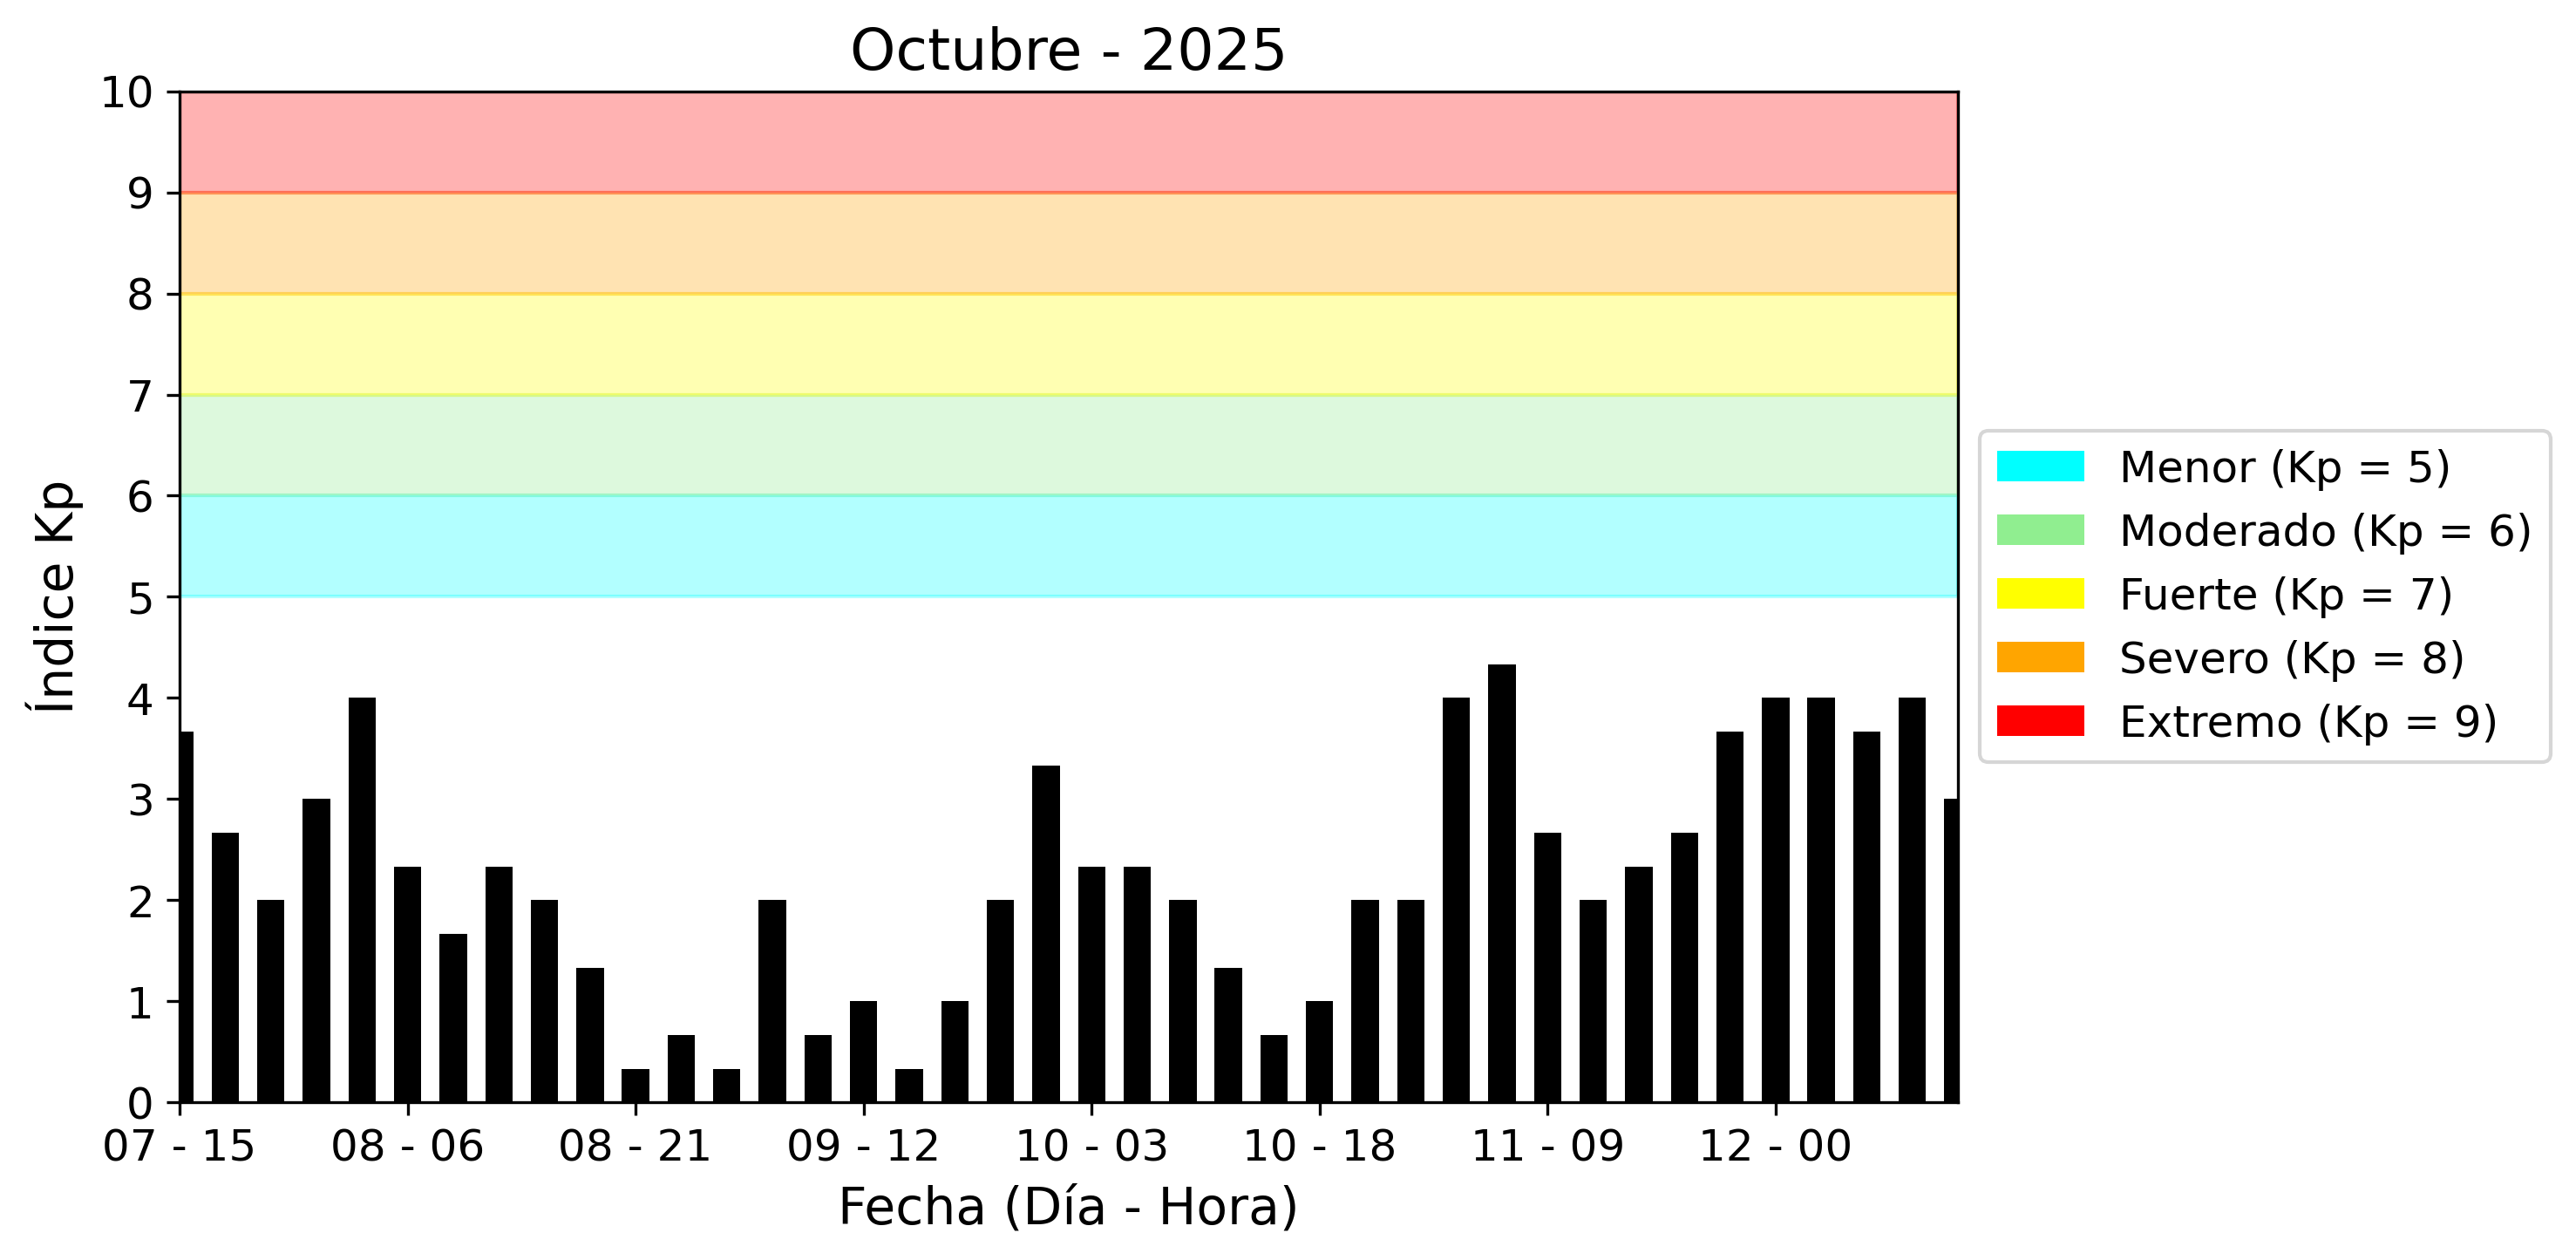 Octubre - 2025
10
9
8
7
6
5
4
3
2
1
0
Índice Kp
07 - 15
08 - 06
08 - 21
09 - 12
10 - 03
10 - 18
11 - 09
12 - 00
Fecha (Día - Hora)
Menor (Kp = 5)
Moderado (Kp = 6)
Fuerte (Kp = 7)
Severo (Kp = 8)
Extremo (Kp = 9)